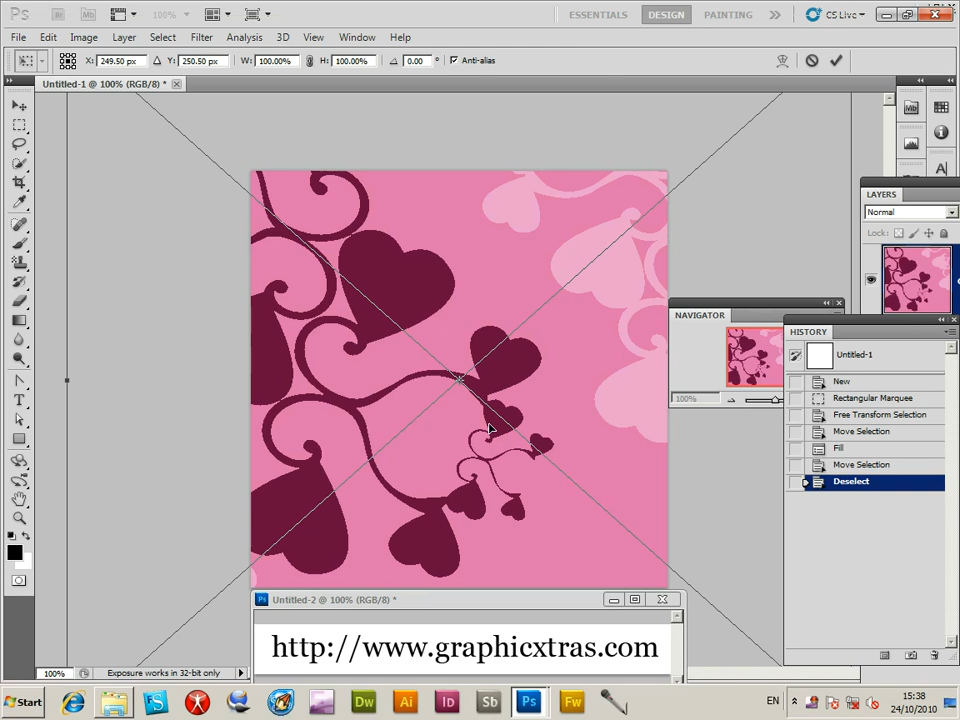 Ps Br Mb 100% ESSENTIALS DESIGN PAINTING CS Live
File Edit Image Layer Select Filter Analysis 3D View Window Help
X: 249.50 px Y: 250.50 px W: 100.00% H: 100.00% 0.00 ° Anti-alias
Untitled-1 @ 100% (RGB/8) *
LAYERS
Normal
Lock:
NAVIGATOR
100%
HISTORY
Untitled-1
New
Rectangular Marquee
Free Transform Selection
Move Selection
Fill
Move Selection
Deselect
Untitled-2 @ 100% (RGB/8) *
http://www.graphicxtras.com
100% Exposure works in 32-bit only
Start Dw Ai Id Sb Ps Fw EN 15:38
24/10/2010